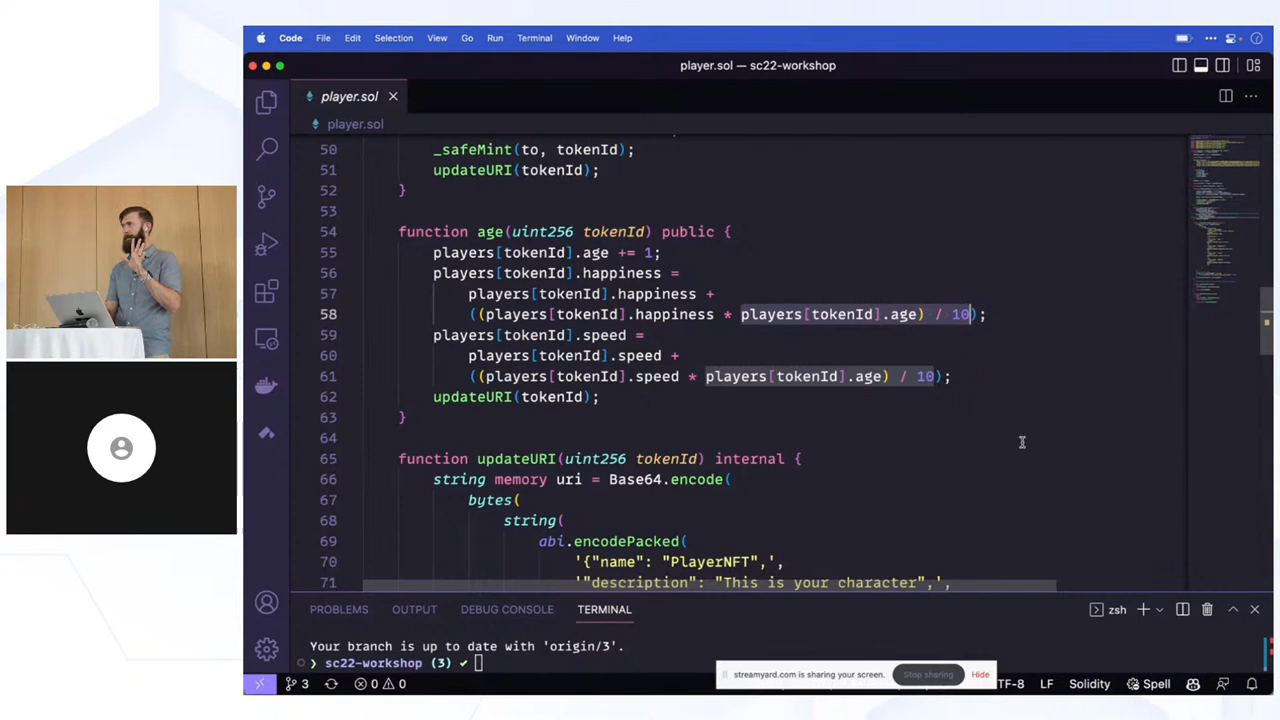 Code File Edit Selection View Go Run Terminal Window Help
player.sol — sc22-workshop
player.sol
player.sol
50 _safeMint(to, tokenId);
51 updateURI(tokenId);
52 }
53
54 function age(uint256 tokenId) public {
55 players[tokenId].age += 1;
56 players[tokenId].happiness =
57 players[tokenId].happiness +
58 ((players[tokenId].happiness * players[tokenId].age) / 10);
59 players[tokenId].speed =
60 players[tokenId].speed +
61 ((players[tokenId].speed * players[tokenId].age) / 10);
62 updateURI(tokenId);
63 }
64
65 function updateURI(uint256 tokenId) internal {
66 string memory uri = Base64.encode(
67 bytes(
68 string(
69 abi.encodePacked(
70 '{"name": "PlayerNFT",',
71 '"description": "This is your character",',
PROBLEMS OUTPUT DEBUG CONSOLE TERMINAL zsh
Your branch is up to date with 'origin/3'.
❯ sc22-workshop (3) ✔
streamyard.com is sharing your screen. Stop sharing Hide
3 0 0 TF-8 LF Solidity Spell